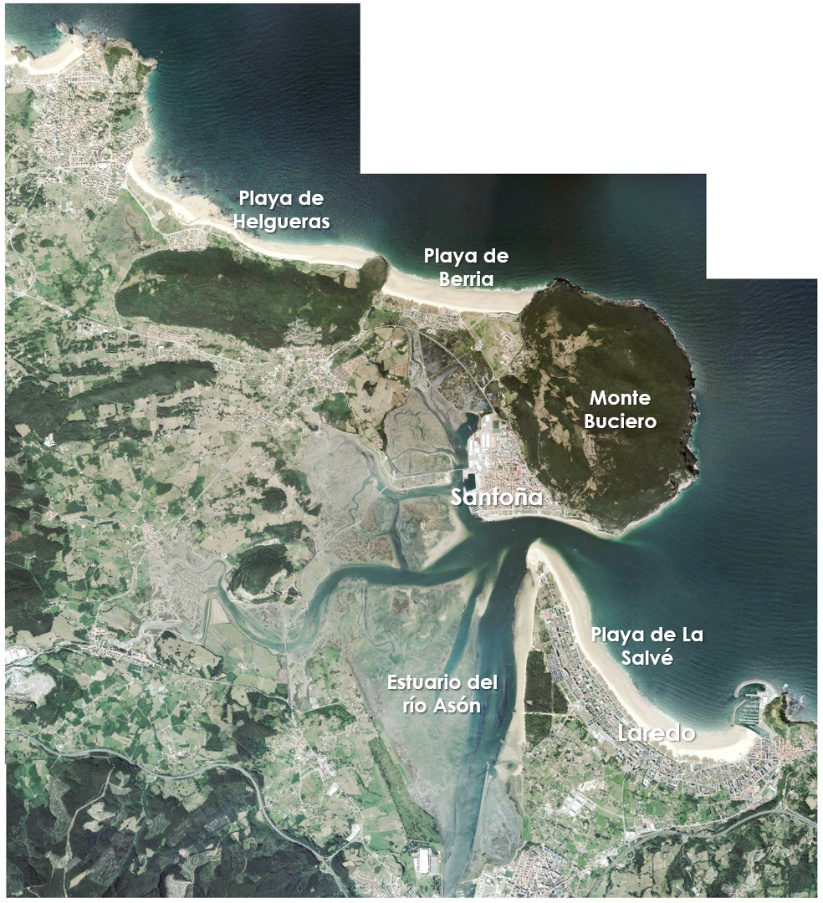 Playa de
Helgueras
Playa de
Berria
Monte
Buciero
Santoña
Playa de La
Salvé
Estuario del
río Asón
Laredo